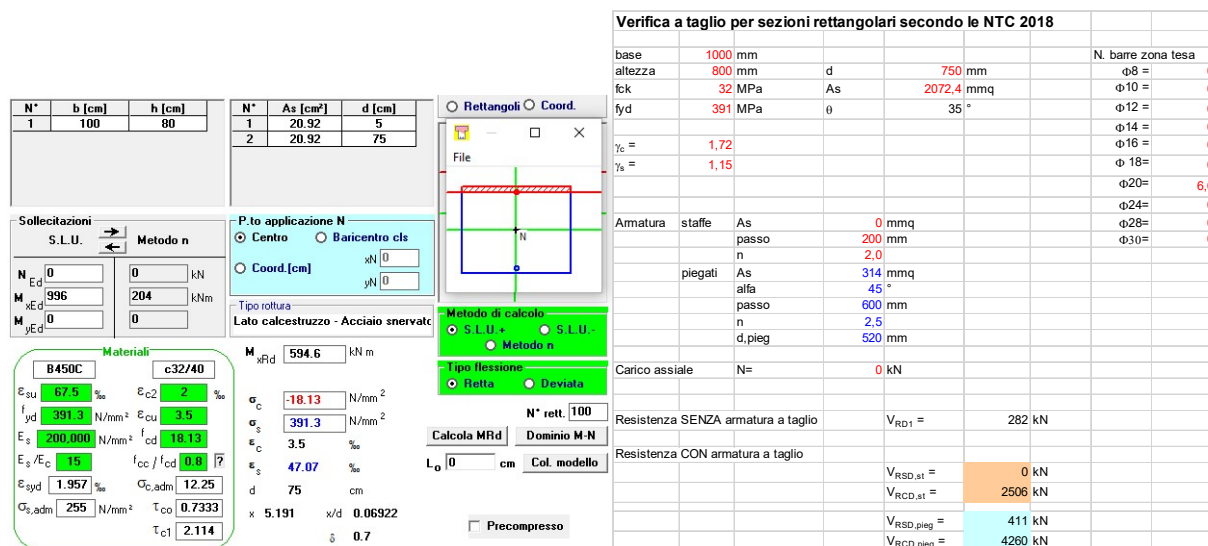 N° b [cm] h [cm]
1 100 80
N° As [cm²] d [cm]
1 20.92 5
2 20.92 75
Rettangoli Coord.
File
N
Sollecitazioni
S.L.U. Metodo n
N Ed 0 0 kN
M xEd 996 204 kNm
M yEd 0 0
P.to applicazione N
Centro Baricentro cls
Coord.[cm] xN 0
yN 0
Tipo rottura
Lato calcestruzzo - Acciaio snervato
Metodo di calcolo
S.L.U.+ S.L.U.-
Metodo n
Tipo flessione
Retta Deviata
N° rett. 100
Calcola MRd Dominio M-N
L₀ 0 cm Col. modello
Precompresso
Materiali
B450C c32/40
εsu 67.5 ‰ εc2 2 ‰
fyd 391.3 N/mm² εcu 3.5
Es 200,000 N/mm² fcd 18.13
Es/Ec 15 fcc / fcd 0.8 ?
εsyd 1.957 ‰ σc,adm 12.25
σs,adm 255 N/mm² τco 0.7333
τc1 2.114
M xRd 594.6 kN m
σc -18.13 N/mm²
σs 391.3 N/mm²
εc 3.5 ‰
εs 47.07 ‰
d 75 cm
x 5.191 x/d 0.06922
δ 0.7
Verifica a taglio per sezioni rettangolari secondo le NTC 2018
base 1000 mm N. barre zona tesa
altezza 800 mm d 750 mm Φ8 =
fck 32 MPa As 2072,4 mmq Φ10 =
fyd 391 MPa θ 35 ° Φ12 =
Φ14 =
γc = 1,72 Φ16 =
γs = 1,15 Φ 18=
Φ20= 6,
Φ24=
Armatura staffe As 0 mmq Φ28=
passo 200 mm Φ30=
n 2,0
piegati As 314 mmq
alfa 45 °
passo 600 mm
n 2,5
d,pieg 520 mm
Carico assiale N= 0 kN
Resistenza SENZA armatura a taglio VRD1 = 282 kN
Resistenza CON armatura a taglio
VRSD,st = 0 kN
VRCD,st = 2506 kN
VRSD,pieg = 411 kN
VRCD,pieg = 4260 kN